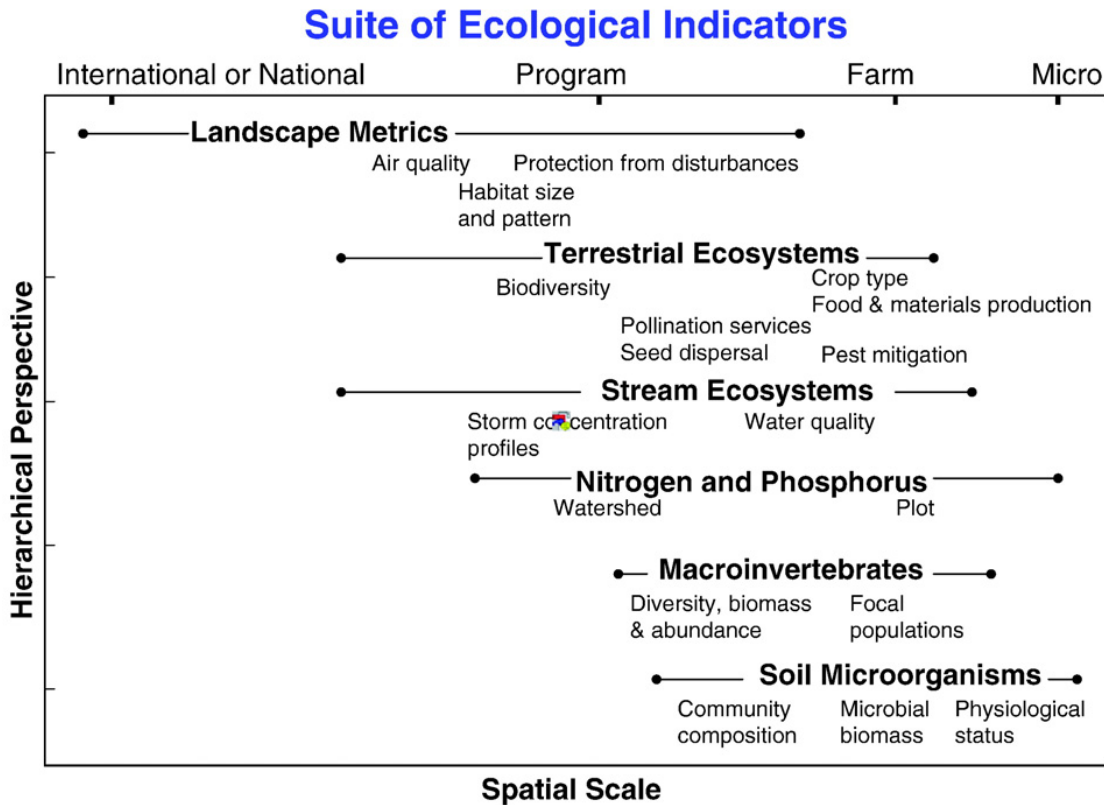 Suite of Ecological Indicators
International or National Program Farm Micro
Landscape Metrics
Air quality Protection from disturbances
Habitat size
and pattern
Terrestrial Ecosystems
Biodiversity
Crop type
Food & materials production
Pollination services
Seed dispersal
Pest mitigation
Stream Ecosystems
Storm concentration
profiles
Water quality
Nitrogen and Phosphorus
Watershed Plot
Macroinvertebrates
Diversity, biomass
& abundance
Focal
populations
Soil Microorganisms
Community
composition
Microbial
biomass
Physiological
status
Hierarchical Perspective
Spatial Scale